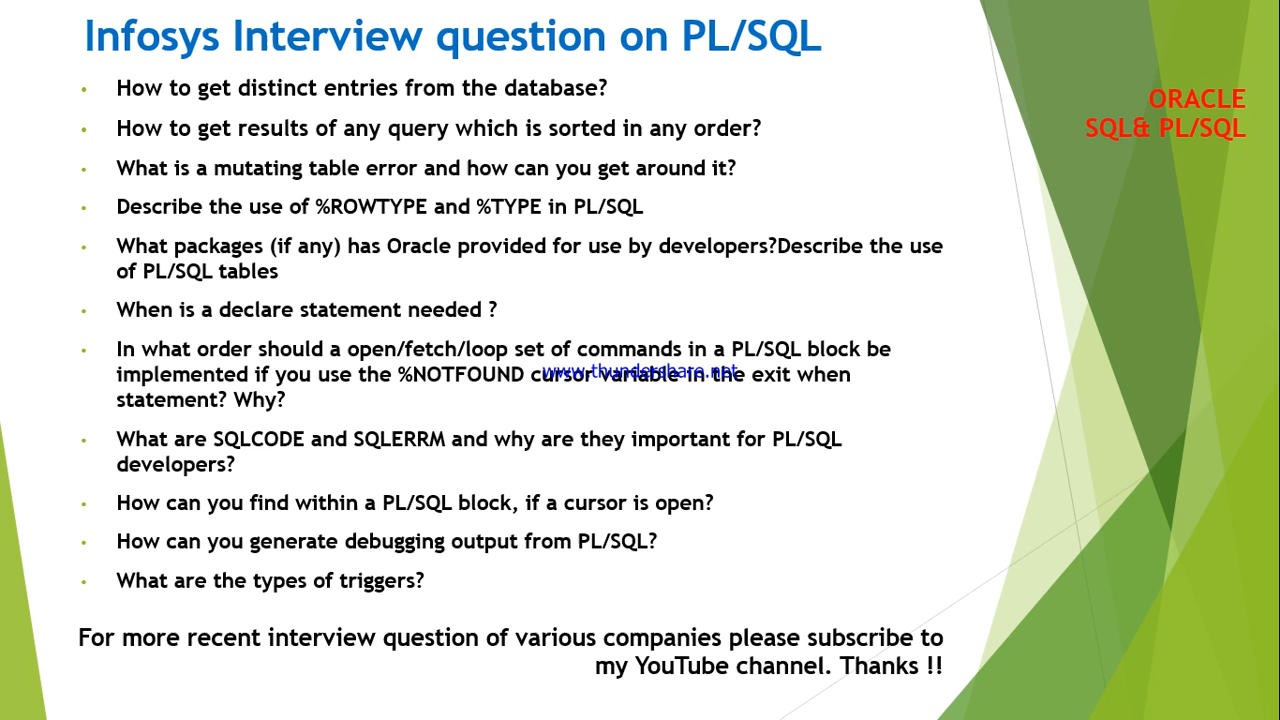 Infosys Interview question on PL/SQL
ORACLE
SQL& PL/SQL
• How to get distinct entries from the database?
• How to get results of any query which is sorted in any order?
• What is a mutating table error and how can you get around it?
• Describe the use of %ROWTYPE and %TYPE in PL/SQL
• What packages (if any) has Oracle provided for use by developers?Describe the use
of PL/SQL tables
• When is a declare statement needed ?
• In what order should a open/fetch/loop set of commands in a PL/SQL block be
implemented if you use the %NOTFOUND cursor variable in the exit when
www.thundershare.net
statement? Why?
• What are SQLCODE and SQLERRM and why are they important for PL/SQL
developers?
• How can you find within a PL/SQL block, if a cursor is open?
• How can you generate debugging output from PL/SQL?
• What are the types of triggers?
For more recent interview question of various companies please subscribe to
my YouTube channel. Thanks !!